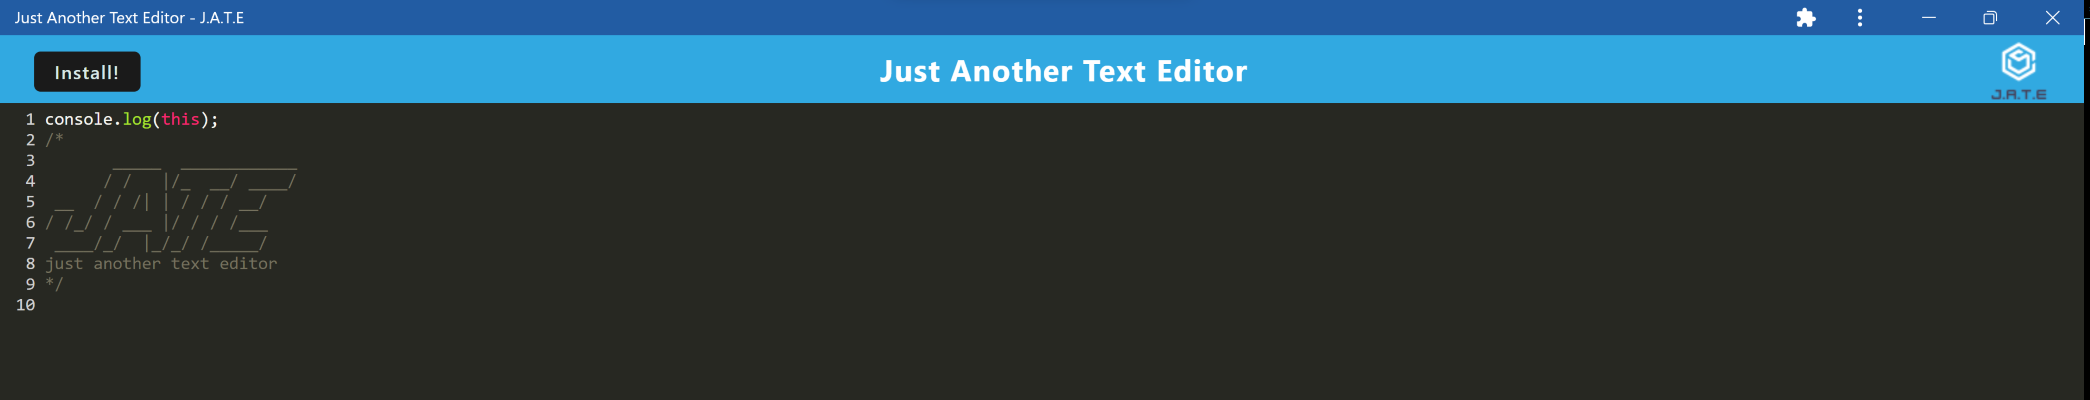 Just Another Text Editor - J.A.T.E
Install!
Just Another Text Editor
J.A.T.E
1 console.log(this);
2 /*
3        _____  ____________
4       / /   |/_  __/ ____/
5  __  / / /| | / / / __/
6 / /_/ / ___ |/ / / /___
7  ____/_/  |_/_/ /_____/
8 just another text editor
9 */
10